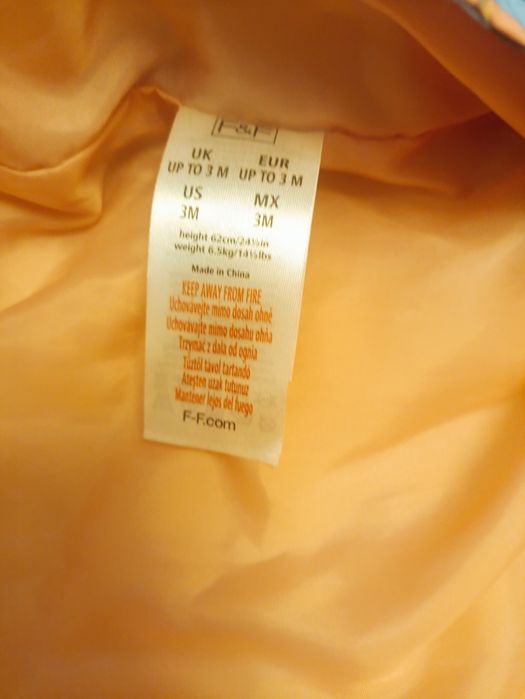 F&F
UK EUR
UP TO 3 M UP TO 3 M
US MX
3M 3M
height 62cm/24½in
weight 6.5kg/14½lbs
Made in China
KEEP AWAY FROM FIRE
Uchovávejte mimo dosah ohně
Uchovávajte mimo dosahu ohňa
Trzymać z dala od ognia
Tűztől távol tartandó
Ateşten uzak tutunuz
Mantener lejos del fuego
F-F.com